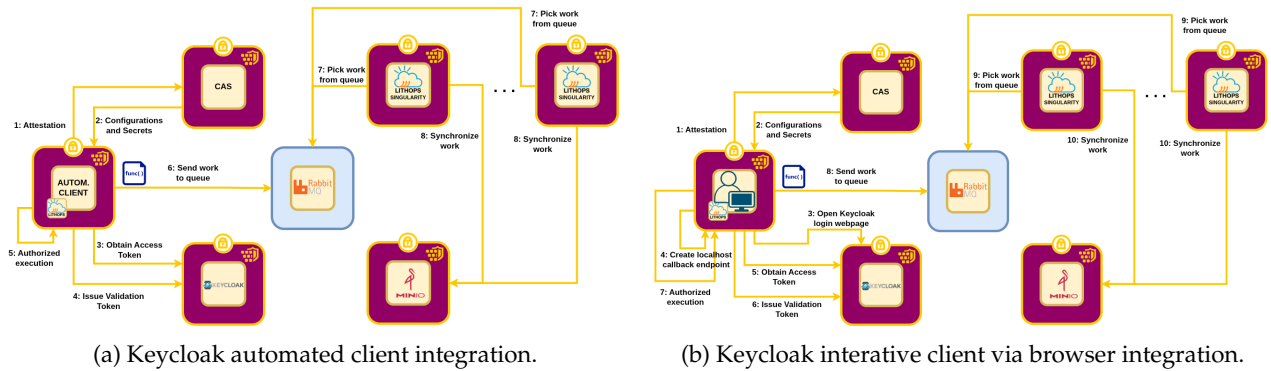 7: Pick work
from queue
7: Pick work
from queue
CAS
LITHOPS
SINGULARITY
. . .
LITHOPS
SINGULARITY
1: Attestation
2: Configurations
and Secrets
8: Synchronize
work
8: Synchronize
work
AUTOM.
CLIENT
LITHOPS
func( )
6: Send work
to queue
Rabbit
MQ
5: Authorized
execution
3: Obtain Access
Token
4: Issue Validation
Token
KEYCLOAK
MINIO
(a) Keycloak automated client integration.
9: Pick work
from queue
9: Pick work
from queue
CAS
LITHOPS
SINGULARITY
. . .
LITHOPS
SINGULARITY
1: Attestation
2: Configurations
and Secrets
10: Synchronize
work
10: Synchronize
work
LITHOPS
func( )
8: Send work
to queue
Rabbit
MQ
3: Open Keycloak
login webpage
4: Create localhost
callback endpoint
5: Obtain Access
Token
7: Authorized
execution
6: Issue Validation
Token
KEYCLOAK
MINIO
(b) Keycloak interative client via browser integration.